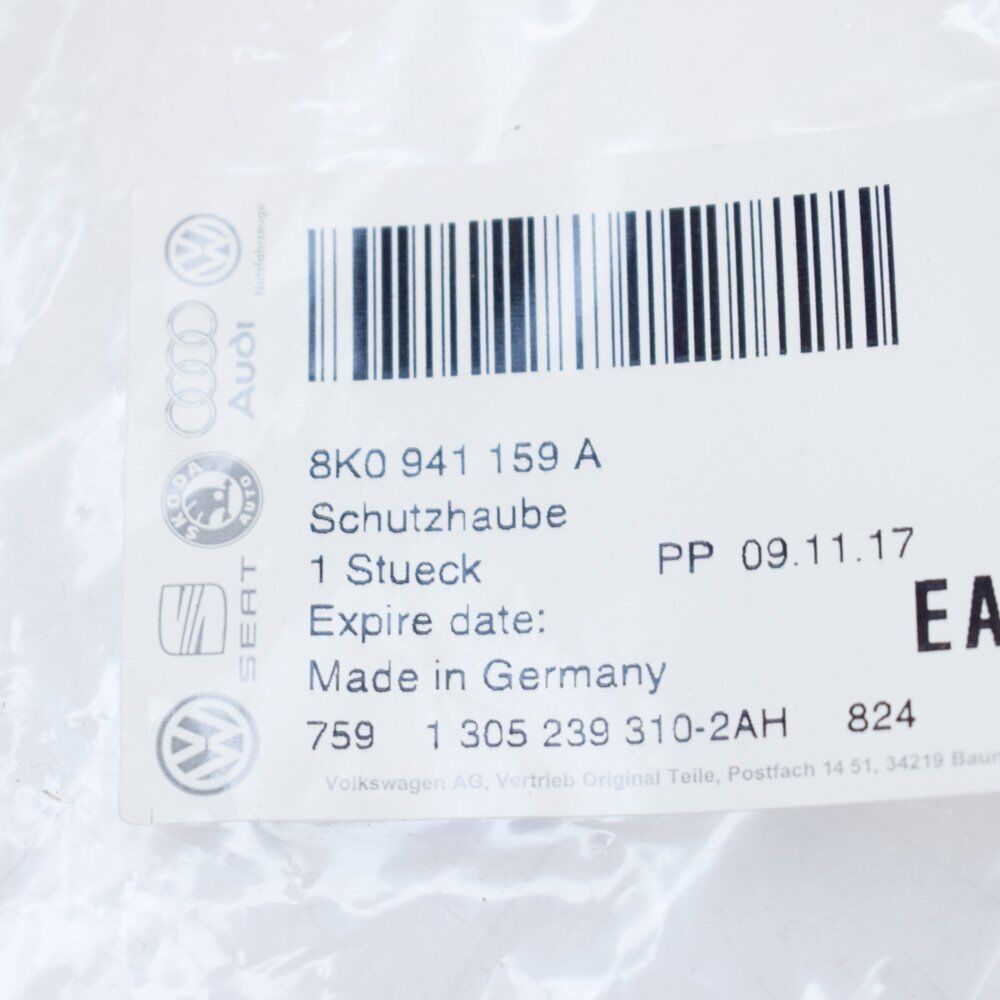 8K0 941 159 A
Schutzhaube
1 Stueck
PP 09.11.17
Expire date:
EA
Made in Germany
759 1 305 239 310-2AH 824
Volkswagen AG, Vertrieb Original Teile, Postfach 14 51, 34219
Nutzfahrzeuge
Audi
SKODA AUTO
SEAT